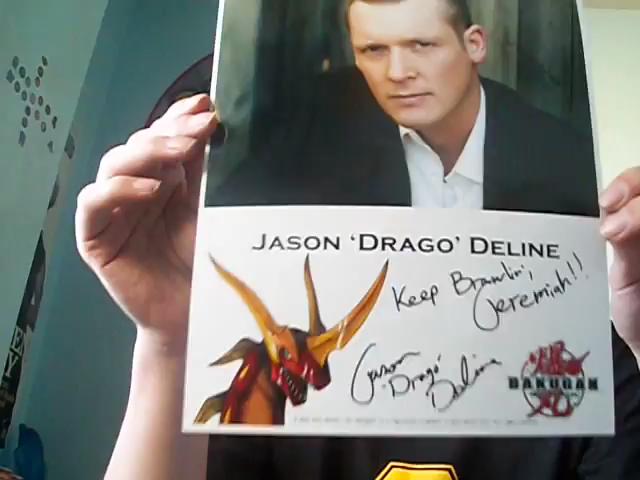 JASON 'DRAGO' DELINE
Keep Brawlin',
Jeremiah!!
Jason
'Drago'
Deline
BAKUGAN